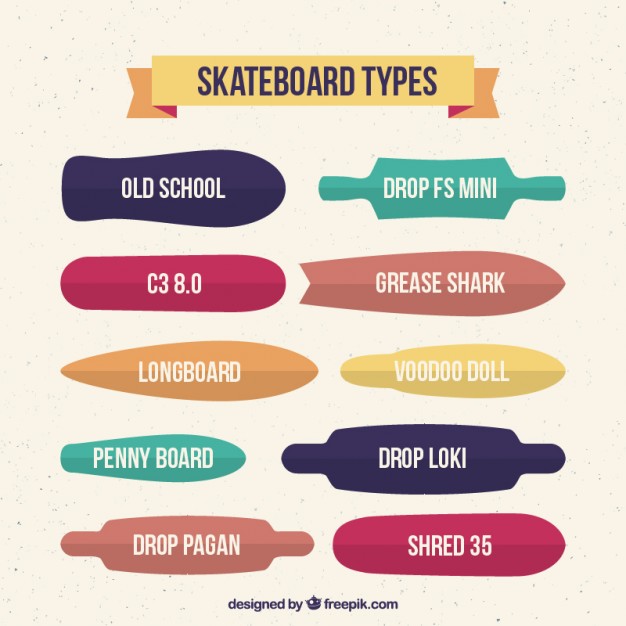 SKATEBOARD TYPES
OLD SCHOOL
DROP FS MINI
C3 8.0
GREASE SHARK
LONGBOARD
VOODOO DOLL
PENNY BOARD
DROP LOKI
DROP PAGAN
SHRED 35
designed by freepik.com